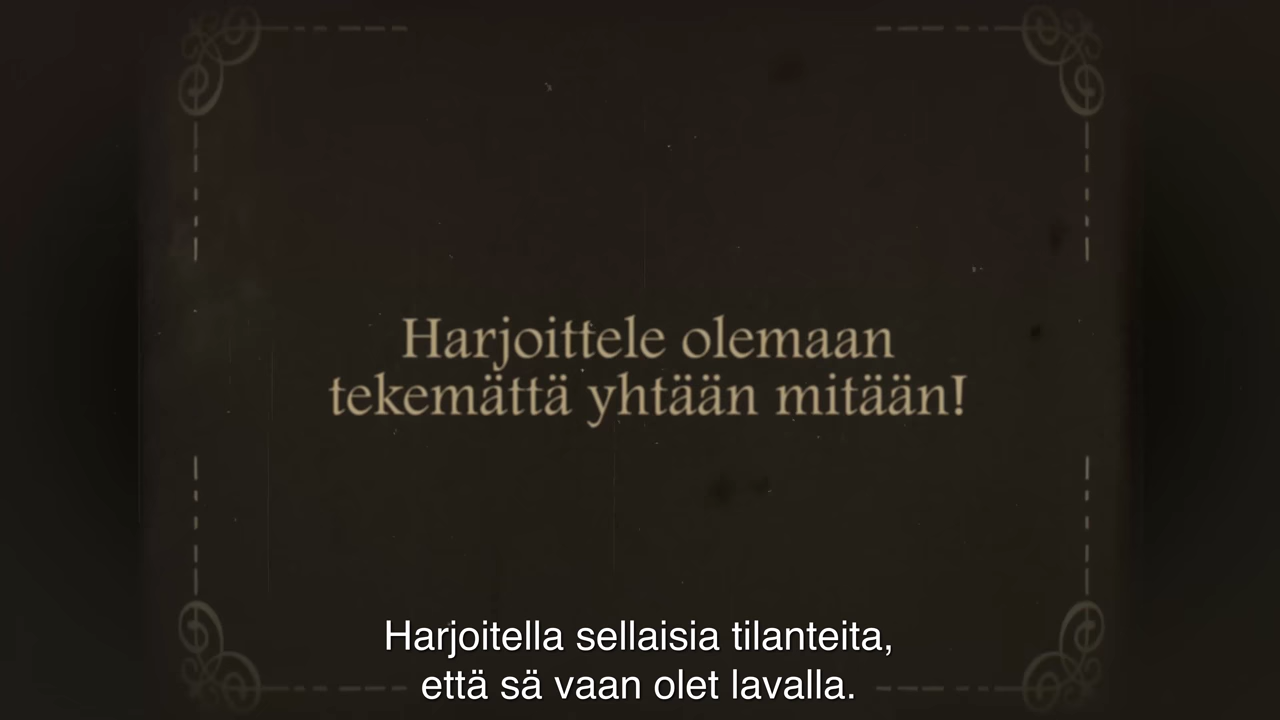 Harjoittele olemaan
tekemättä yhtään mitään!
Harjoitella sellaisia tilanteita,
että sä vaan olet lavalla.